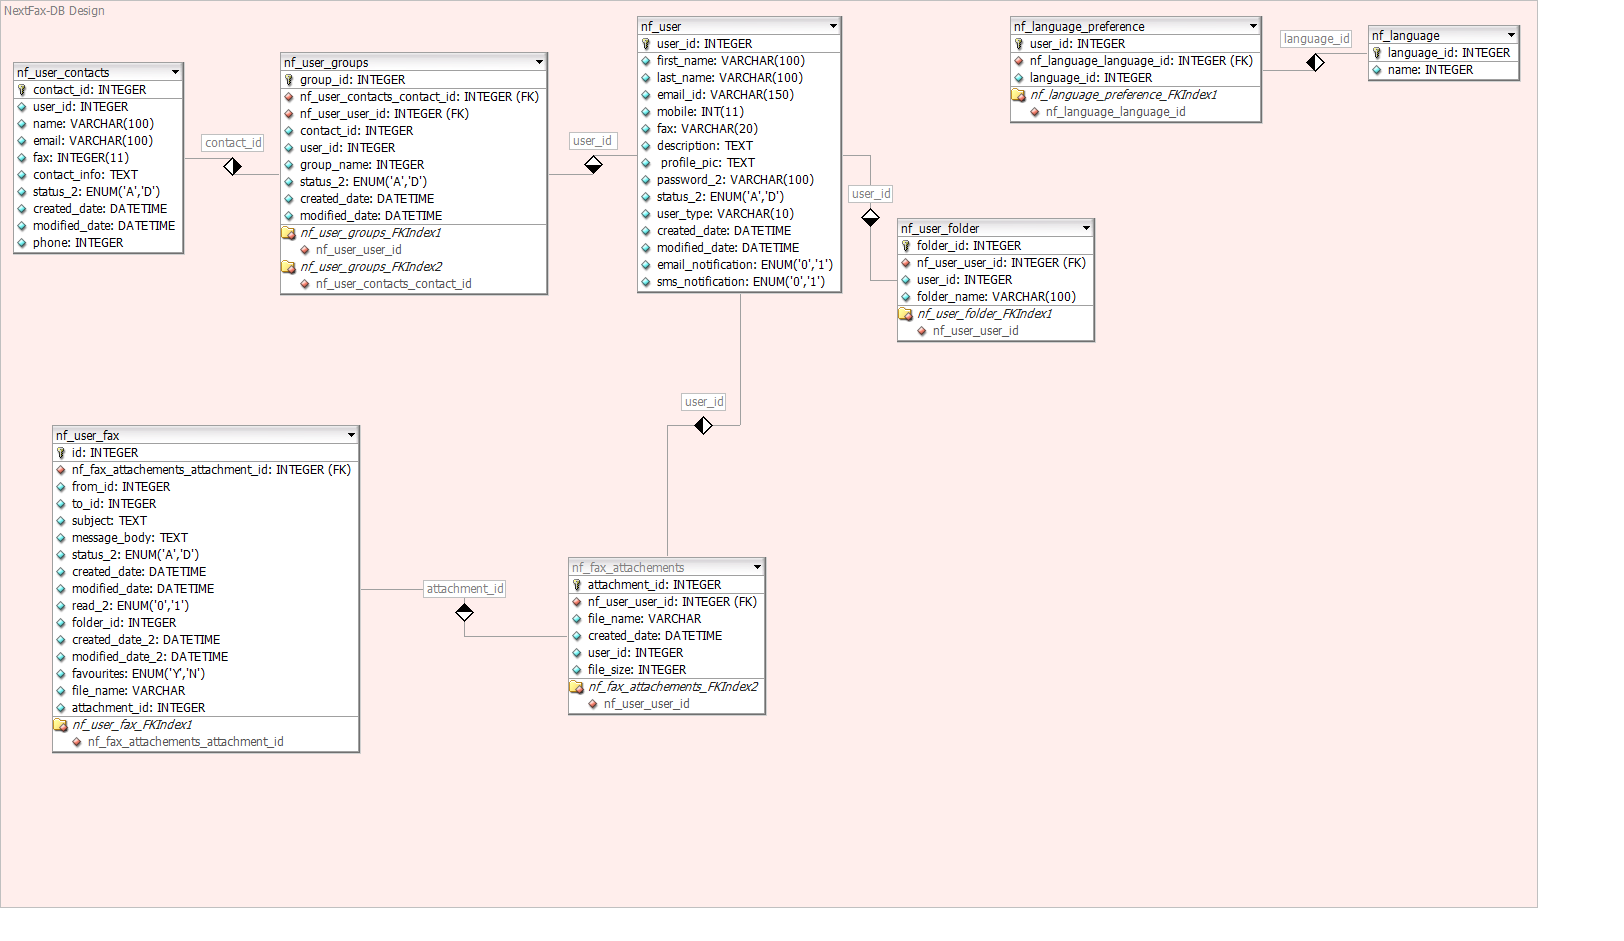 NextFax-DB Design
nf_user_contacts
contact_id: INTEGER
user_id: INTEGER
name: VARCHAR(100)
email: VARCHAR(100)
fax: INTEGER(11)
contact_info: TEXT
status_2: ENUM('A','D')
created_date: DATETIME
modified_date: DATETIME
phone: INTEGER
contact_id
nf_user_groups
group_id: INTEGER
nf_user_contacts_contact_id: INTEGER (FK)
nf_user_user_id: INTEGER (FK)
contact_id: INTEGER
user_id: INTEGER
group_name: INTEGER
status_2: ENUM('A','D')
created_date: DATETIME
modified_date: DATETIME
nf_user_groups_FKIndex1
nf_user_user_id
nf_user_groups_FKIndex2
nf_user_contacts_contact_id
user_id
nf_user
user_id: INTEGER
first_name: VARCHAR(100)
last_name: VARCHAR(100)
email_id: VARCHAR(150)
mobile: INT(11)
fax: VARCHAR(20)
description: TEXT
profile_pic: TEXT
password_2: VARCHAR(100)
status_2: ENUM('A','D')
user_type: VARCHAR(10)
created_date: DATETIME
modified_date: DATETIME
email_notification: ENUM('0','1')
sms_notification: ENUM('0','1')
user_id
nf_user_folder
folder_id: INTEGER
nf_user_user_id: INTEGER (FK)
user_id: INTEGER
folder_name: VARCHAR(100)
nf_user_folder_FKIndex1
nf_user_user_id
nf_language_preference
user_id: INTEGER
nf_language_language_id: INTEGER (FK)
language_id: INTEGER
nf_language_preference_FKIndex1
nf_language_language_id
language_id
nf_language
language_id: INTEGER
name: INTEGER
user_id
nf_user_fax
id: INTEGER
nf_fax_attachements_attachment_id: INTEGER (FK)
from_id: INTEGER
to_id: INTEGER
subject: TEXT
message_body: TEXT
status_2: ENUM('A','D')
created_date: DATETIME
modified_date: DATETIME
read_2: ENUM('0','1')
folder_id: INTEGER
created_date_2: DATETIME
modified_date_2: DATETIME
favourites: ENUM('Y','N')
file_name: VARCHAR
attachment_id: INTEGER
nf_user_fax_FKIndex1
nf_fax_attachements_attachment_id
attachment_id
nf_fax_attachements
attachment_id: INTEGER
nf_user_user_id: INTEGER (FK)
file_name: VARCHAR
created_date: DATETIME
user_id: INTEGER
file_size: INTEGER
nf_fax_attachements_FKIndex2
nf_user_user_id